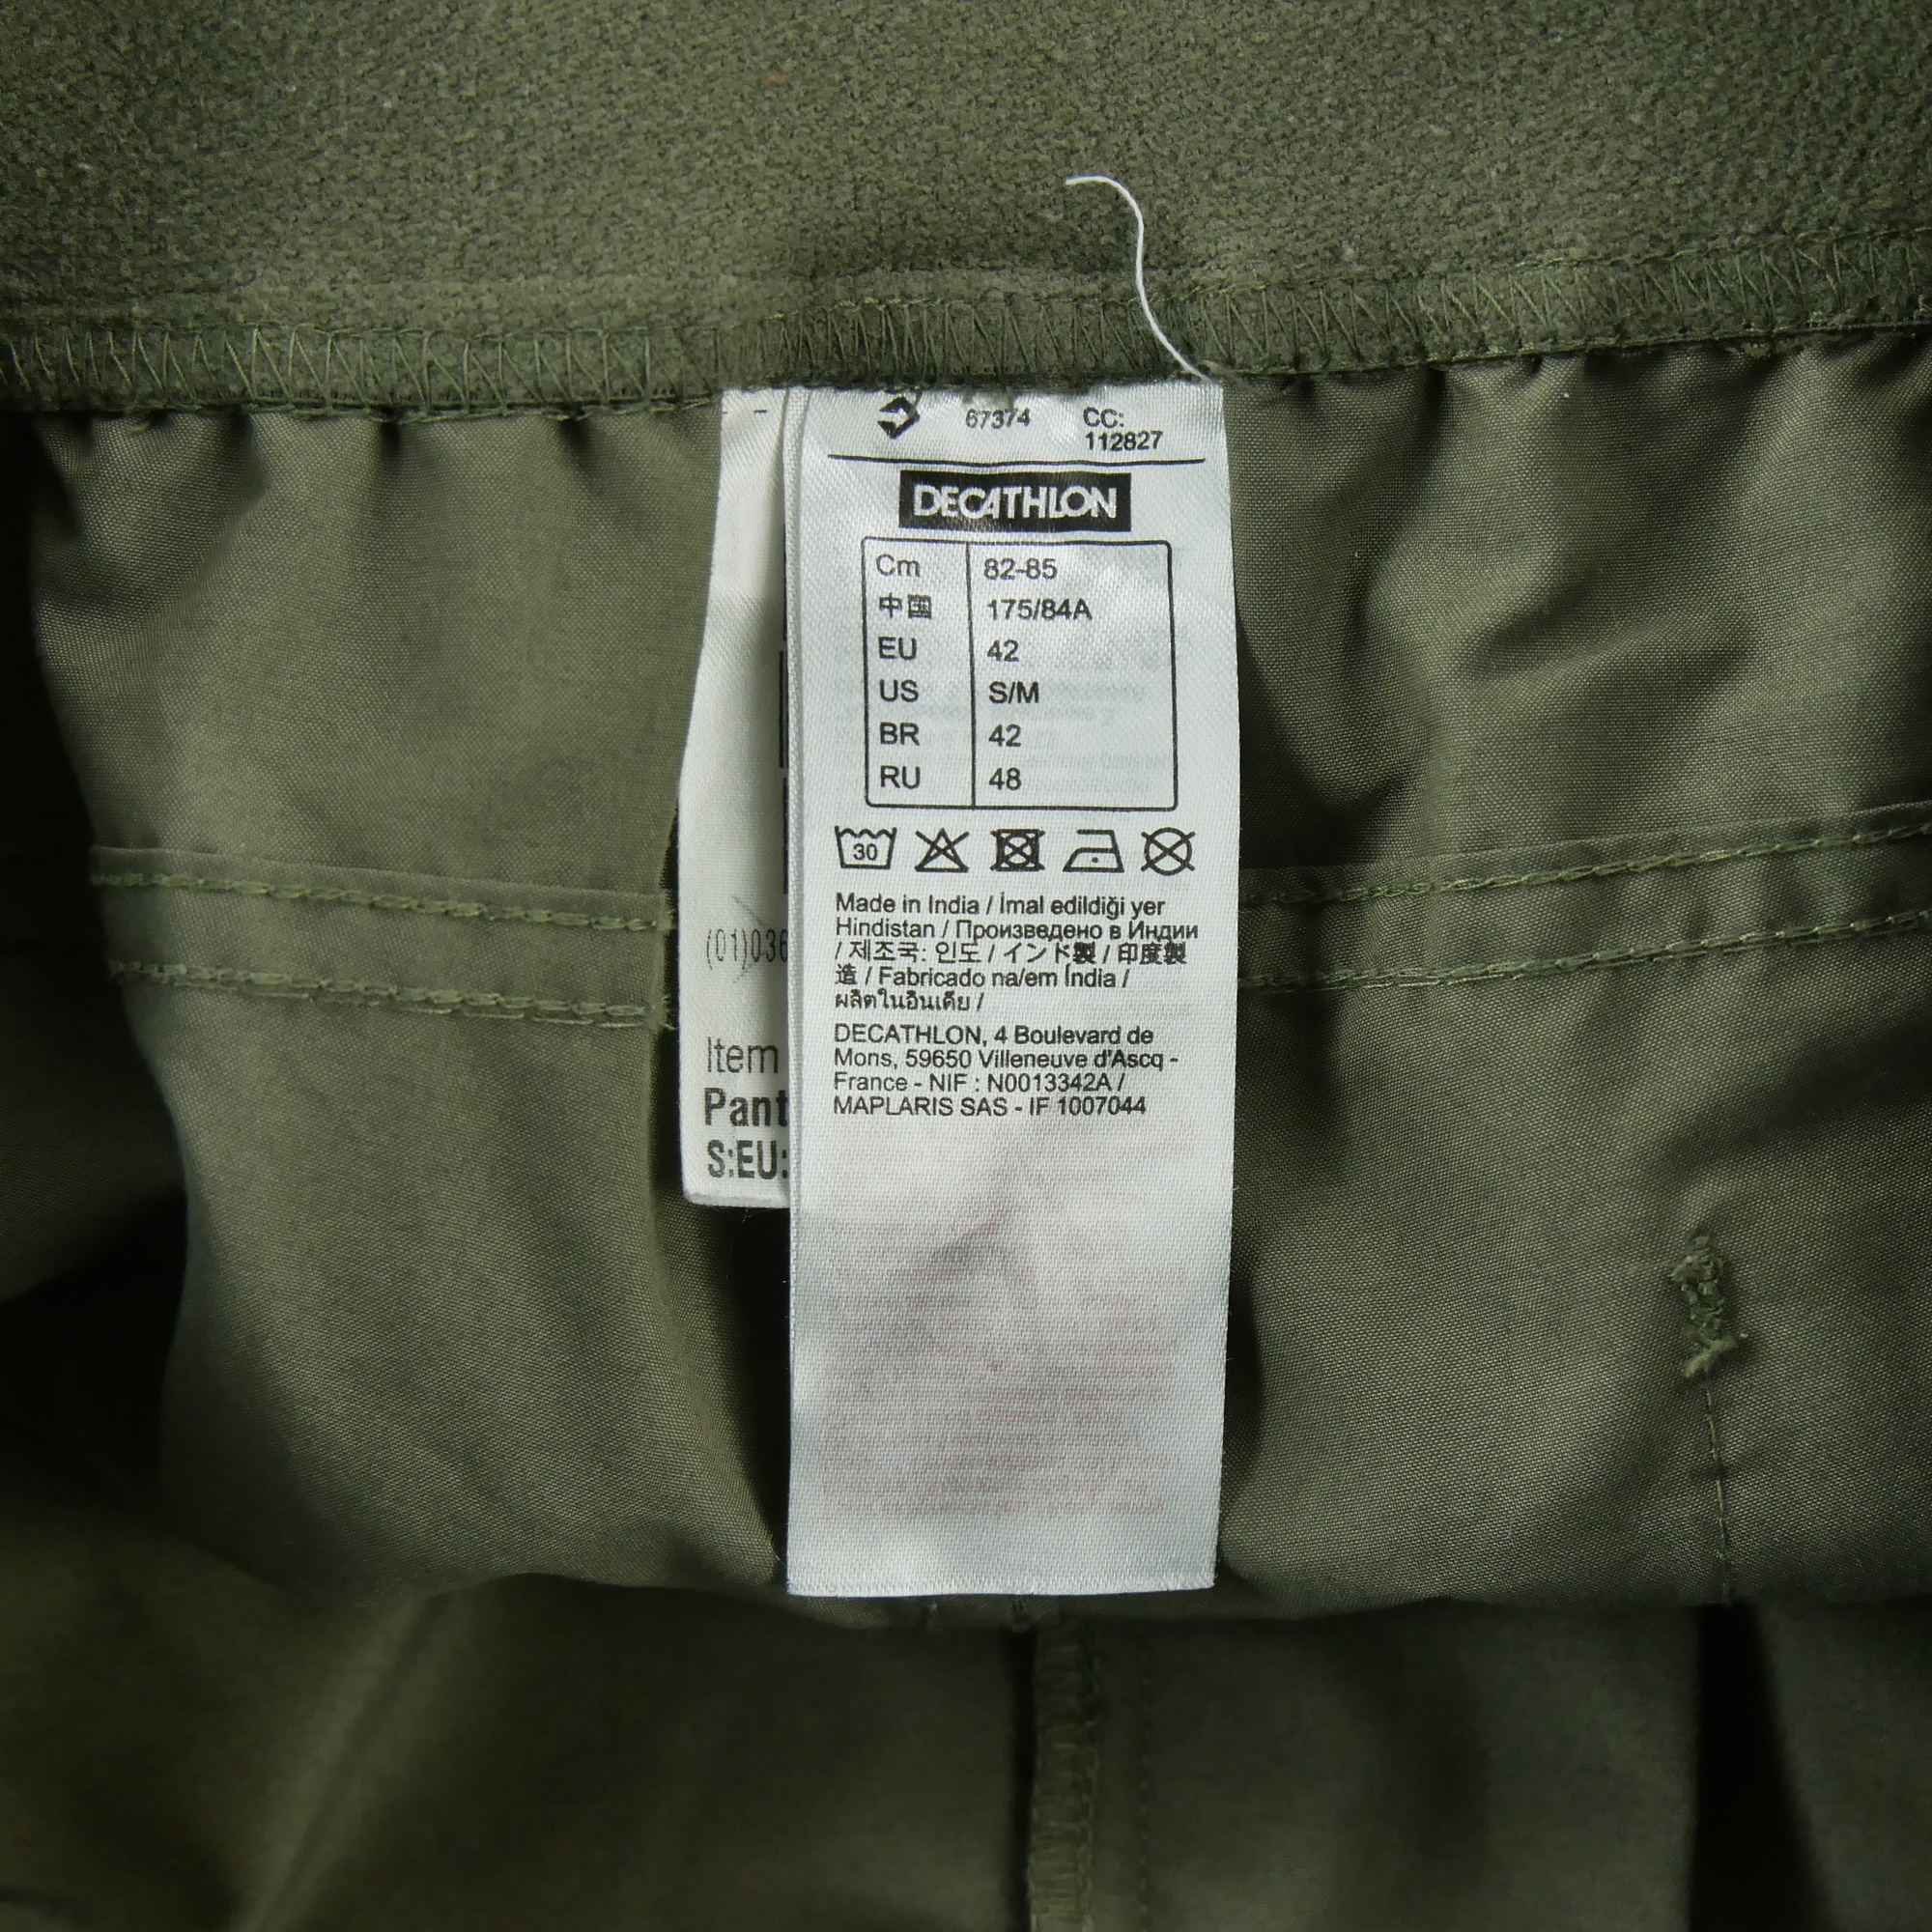 67374 CC:
112827
DECATHLON
Cm 82-85
中国 175/84A
EU 42
US S/M
BR 42
RU 48
30
Made in India / İmal edildiği yer
Hindistan / Произведено в Индии
/ 제조국: 인도 / インド製 / 印度製
造 / Fabricado na/em Índia /
ผลิตในอินเดีย /
DECATHLON, 4 Boulevard de
Mons, 59650 Villeneuve d'Ascq -
France - NIF : N0013342A /
MAPLARIS SAS - IF 1007044
(01)036
Item
Pant
S:EU: